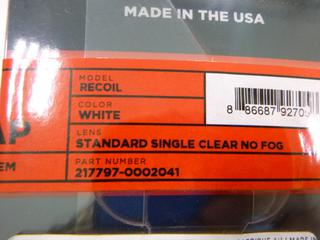 MADE IN THE USA
MODEL
RECOIL
COLOR
WHITE
LENS
STANDARD SINGLE CLEAR NO FOG
PART NUMBER
217797-0002041
8 86687 9270
AP
EM